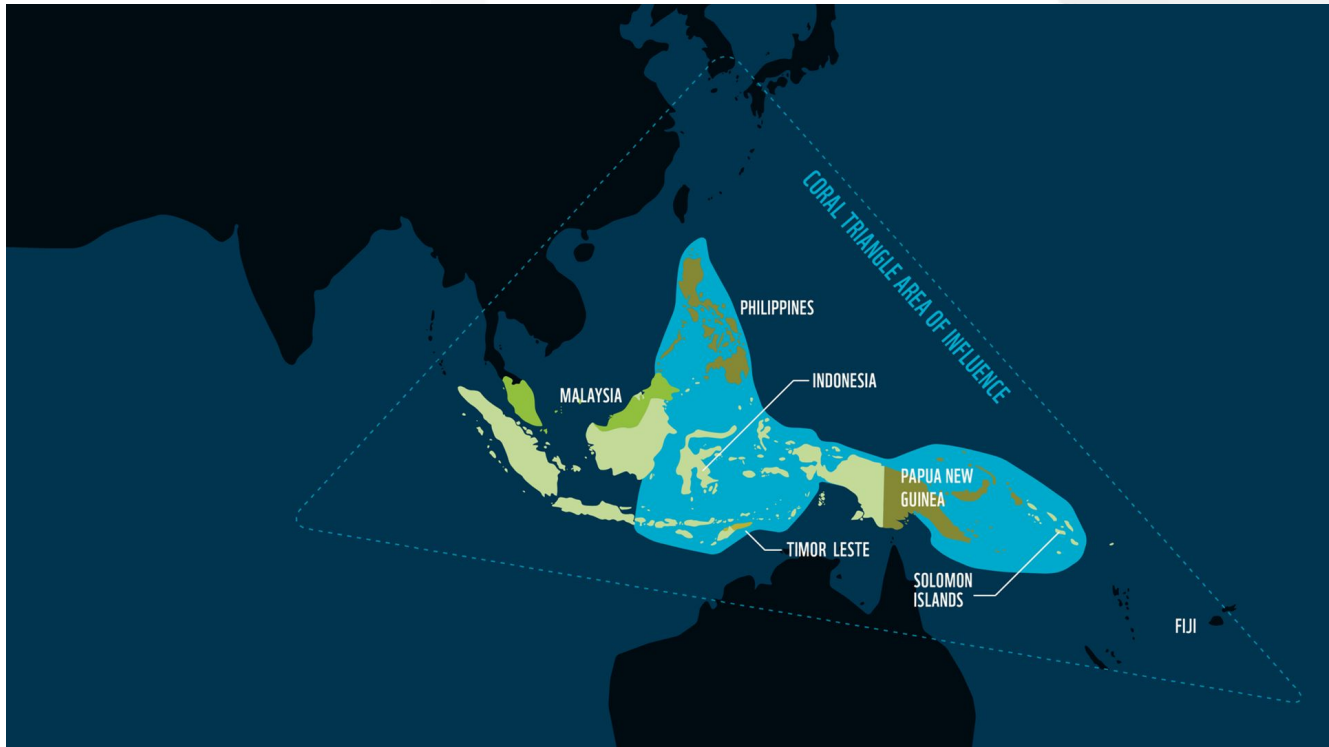 CORAL TRIANGLE AREA OF INFLUENCE
PHILIPPINES
INDONESIA
MALAYSIA
PAPUA NEW
GUINEA
TIMOR LESTE
SOLOMON
ISLANDS
FIJI